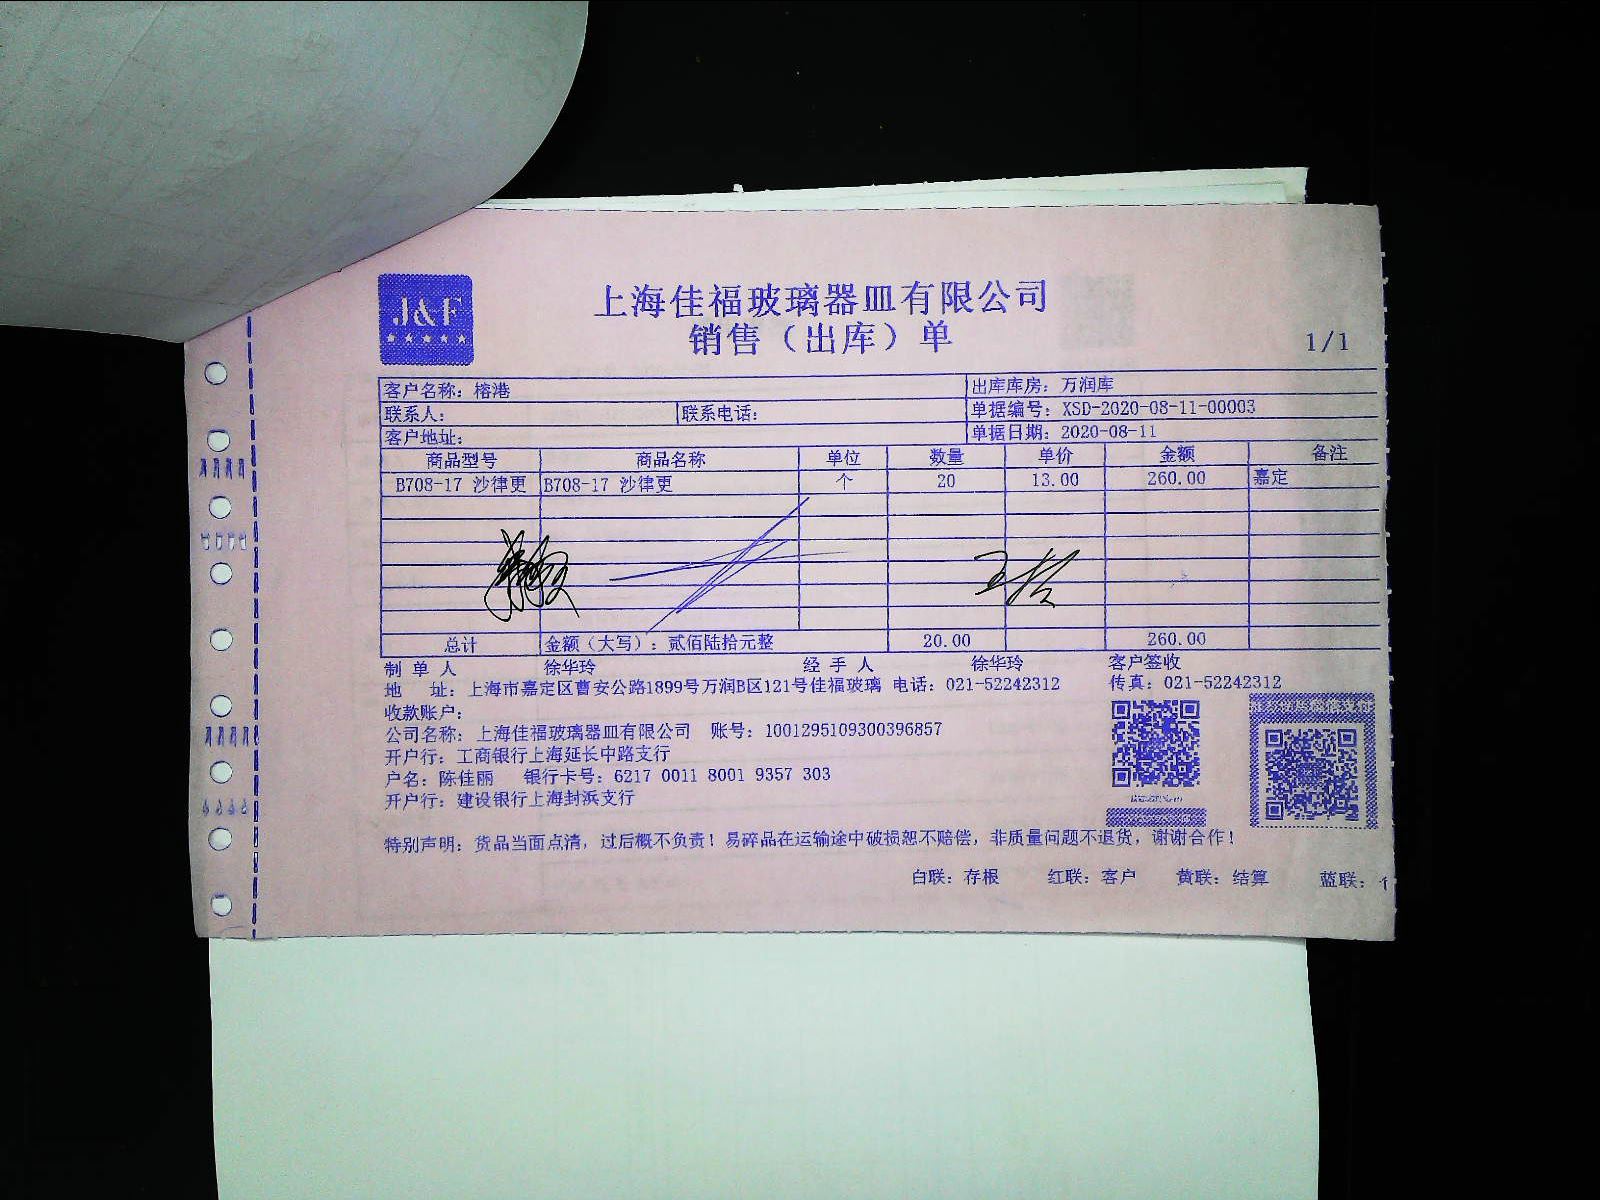 J&F
上海佳福玻璃器皿有限公司
销售（出库）单
1/1
客户名称：榕港 出库库房：万润库
联系人： 联系电话： 单据编号：XSD-2020-08-11-00003
客户地址： 单据日期：2020-08-11
商品型号 商品名称 单位 数量 单价 金额 备注
B708-17 沙律更 B708-17 沙律更 个 20 13.00 260.00 嘉定
总计 金额（大写）：贰佰陆拾元整 20.00 260.00
制单人 徐华玲 经手人 徐华玲 客户签收
地 址：上海市嘉定区曹安公路1899号万润B区121号佳福玻璃 电话：021-52242312 传真：021-52242312
收款账户：
公司名称：上海佳福玻璃器皿有限公司 账号：1001295109300396857
开户行：工商银行上海延长中路支行
户名：陈佳丽 银行卡号：6217 0011 8001 9357 303
开户行：建设银行上海封浜支行
特别声明：货品当面点清，过后概不负责！易碎品在运输途中破损恕不赔偿，非质量问题不退货，谢谢合作！
白联：存根 红联：客户 黄联：结算 蓝联：